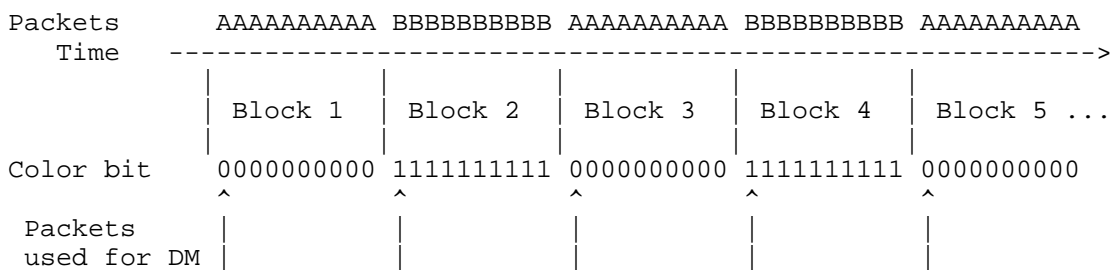 Packets AAAAAAAAAA BBBBBBBBBB AAAAAAAAAA BBBBBBBBBB AAAAAAAAAA
Time ---------------------------------------------------------->
| | | | |
| Block 1 | Block 2 | Block 3 | Block 4 | Block 5 ...
| | | | |
Color bit 0000000000 1111111111 0000000000 1111111111 0000000000
^ ^ ^ ^ ^
Packets | | | | |
used for DM | | | | |